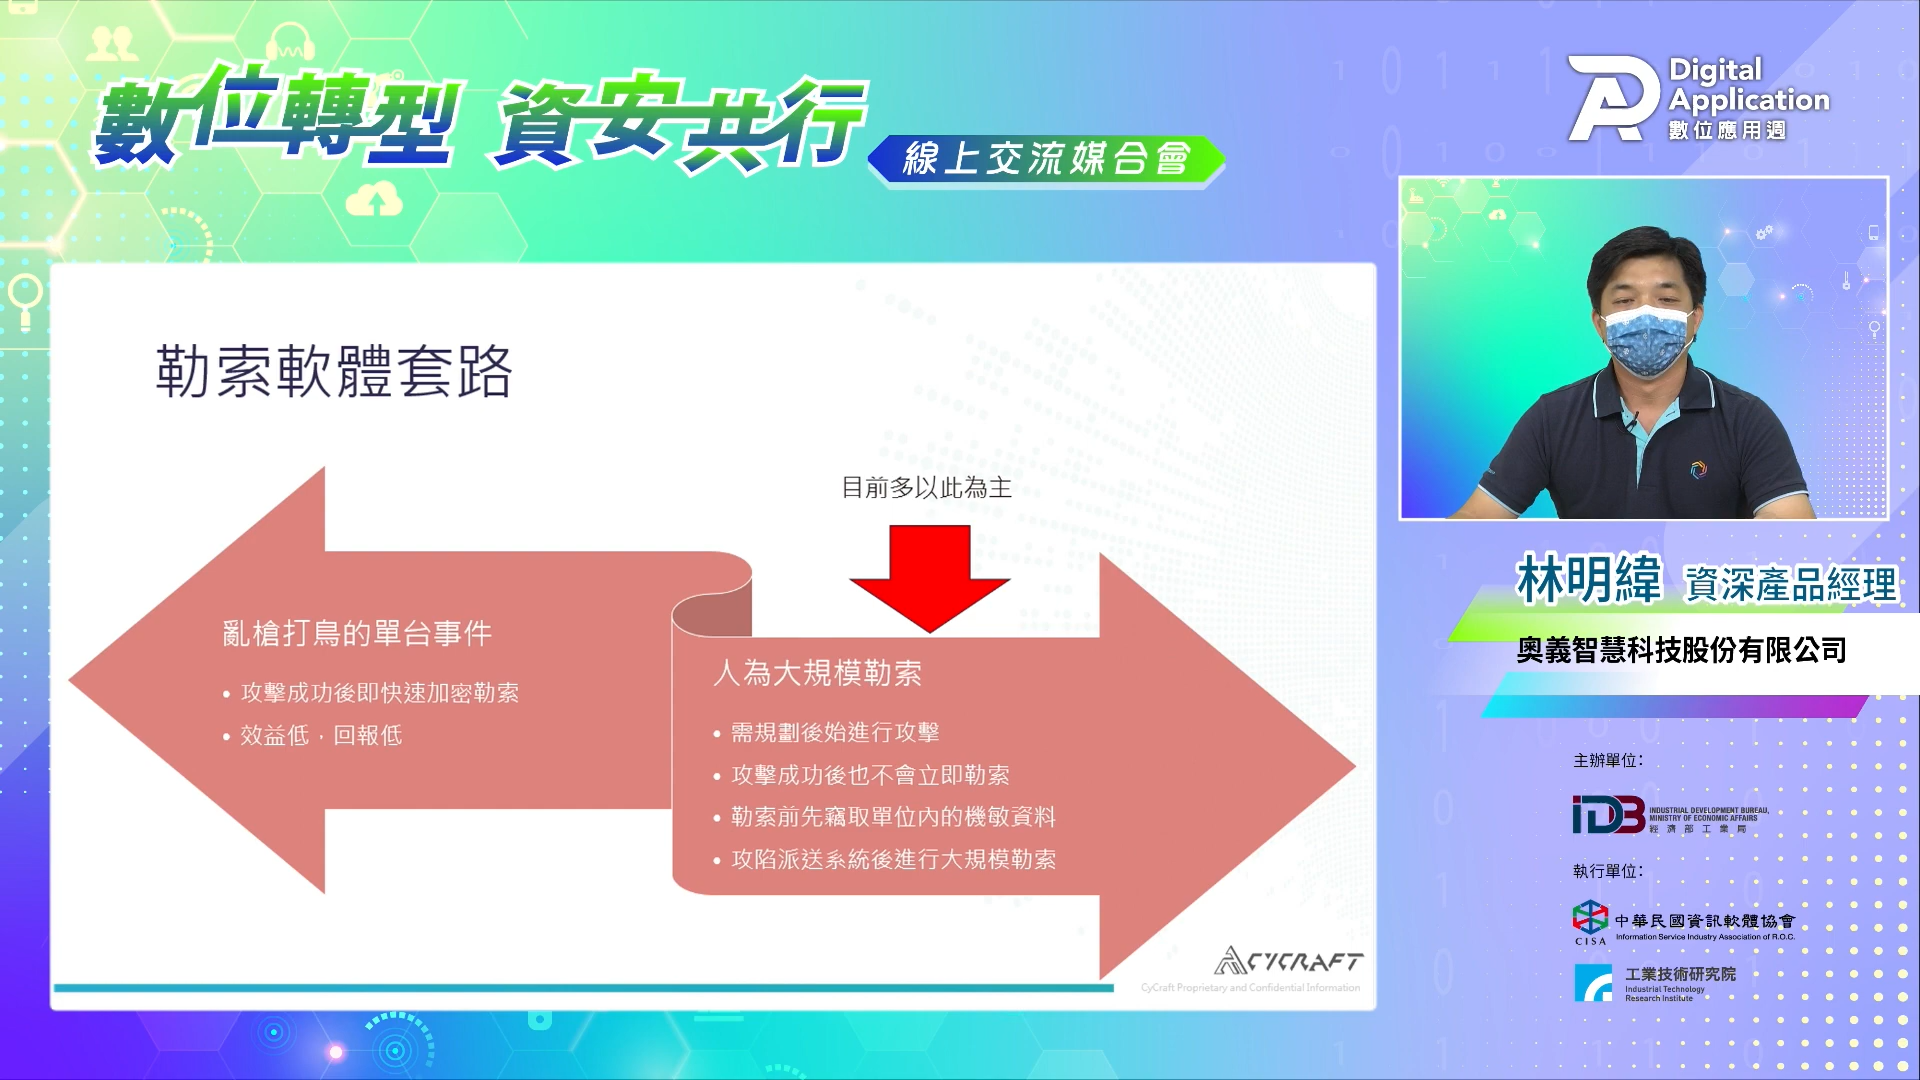 數位轉型 資安共行
線上交流媒合會
Digital
Application
數位應用週
勒索軟體套路
目前多以此為主
亂槍打鳥的單台事件
• 攻擊成功後即快速加密勒索
• 效益低，回報低
人為大規模勒索
• 需規劃後始進行攻擊
• 攻擊成功後也不會立即勒索
• 勒索前先竊取單位內的機敏資料
• 攻陷派送系統後進行大規模勒索
CYCRAFT
CyCraft Proprietary and Confidential Information
林明緯 資深產品經理
奧義智慧科技股份有限公司
主辦單位：
iDB
INDUSTRIAL DEVELOPMENT BUREAU,
MINISTRY OF ECONOMIC AFFAIRS
經濟部工業局
執行單位：
CISA
中華民國資訊軟體協會
Information Service Industry Association of R.O.C.
工業技術研究院
Industrial Technology
Research Institute